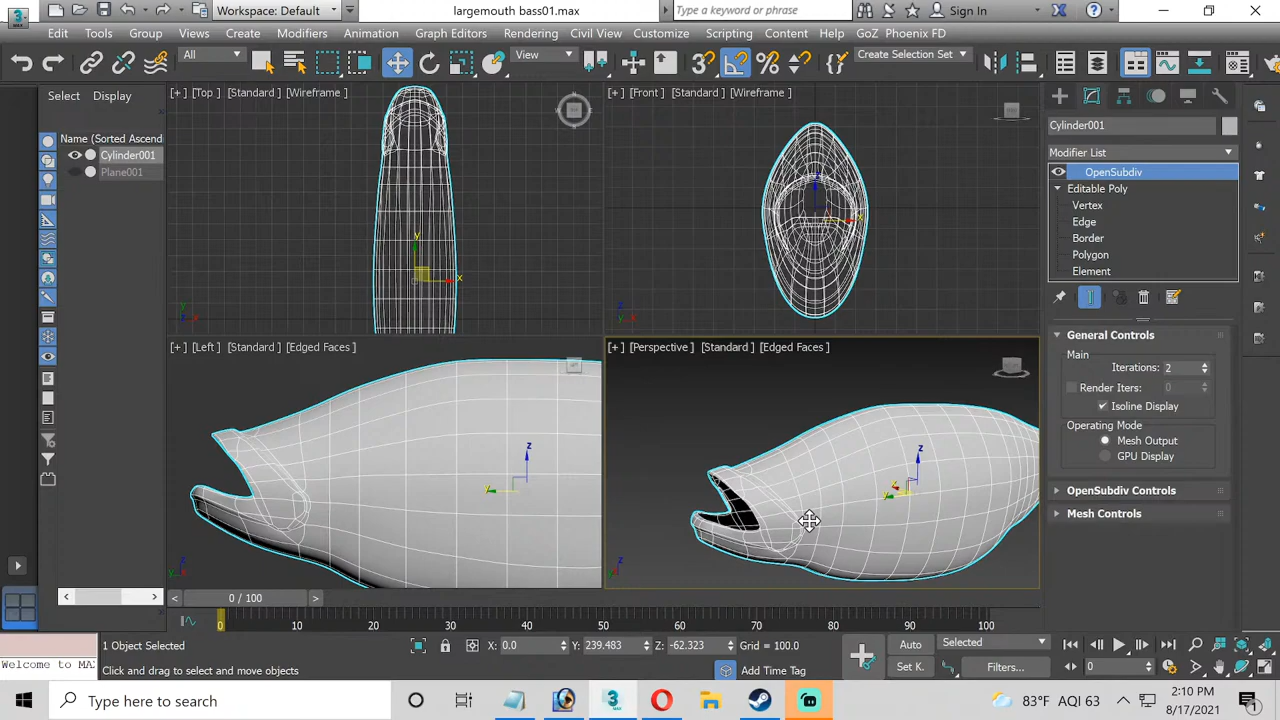 Workspace: Default
largemouth bass01.max
Type a keyword or phrase
Sign In
MAX
Edit Tools Group Views Create Modifiers Animation Graph Editors Rendering Civil View Customize Scripting Content Help GoZ Phoenix FD
All
View
3
Create Selection Set
Select Display
Name (Sorted Ascend
Cylinder001
Plane001
[+] [Top] [Standard] [Wireframe]
y
x
z
[+] [Front] [Standard] [Wireframe]
z
x
[+] [Left] [Standard] [Edged Faces]
z
y
[+] [Perspective] [Standard] [Edged Faces]
z
x
y
Cylinder001
Modifier List
OpenSubdiv
Editable Poly
Vertex
Edge
Border
Polygon
Element
General Controls
Main
Iterations: 2
Render Iters: 0
Isoline Display
Operating Mode
Mesh Output
GPU Display
OpenSubdiv Controls
Mesh Controls
0 / 100
0 10 20 30 40 50 60 70 80 90 100
1 Object Selected
X: 0.0
Y: 239.483
Z: -62.323
Grid = 100.0
Auto
Selected
Welcome to MA
Click and drag to select and move objects
Add Time Tag
Set K.
Filters...
0
Type here to search
83°F AQI 63
2:10 PM
8/17/2021